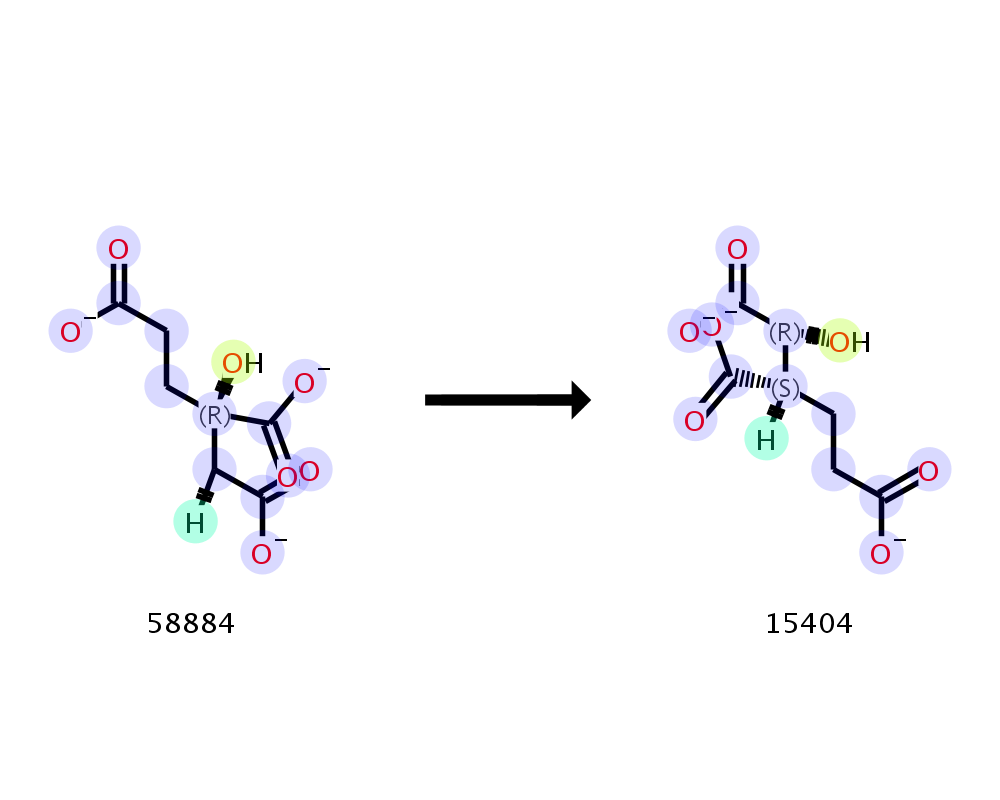 O O
O⁻ O⁻ O⁻ (R) OH
OH
O⁻ (S)
(R) O H
O O O
H
O⁻ O⁻
58884 15404